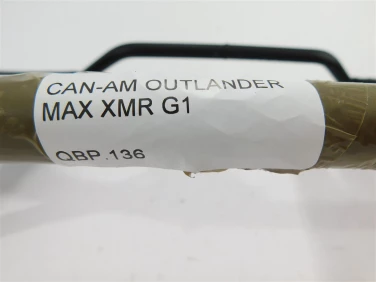 CAN-AM OUTLANDER
MAX XMR G1
QBP.136